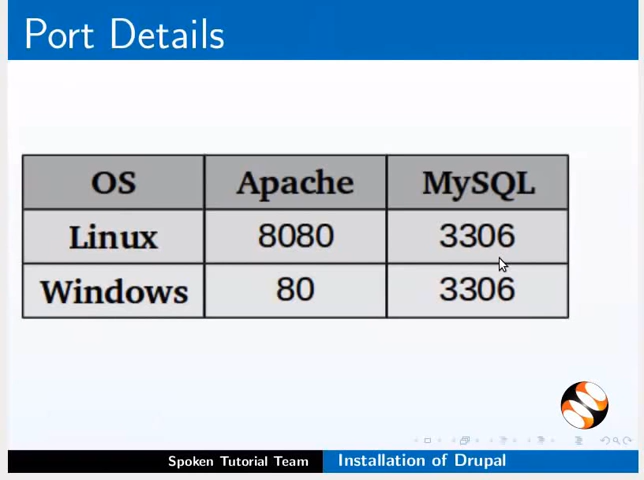 Port Details
OS Apache MySQL
Linux 8080 3306
Windows 80 3306
Spoken Tutorial Team Installation of Drupal